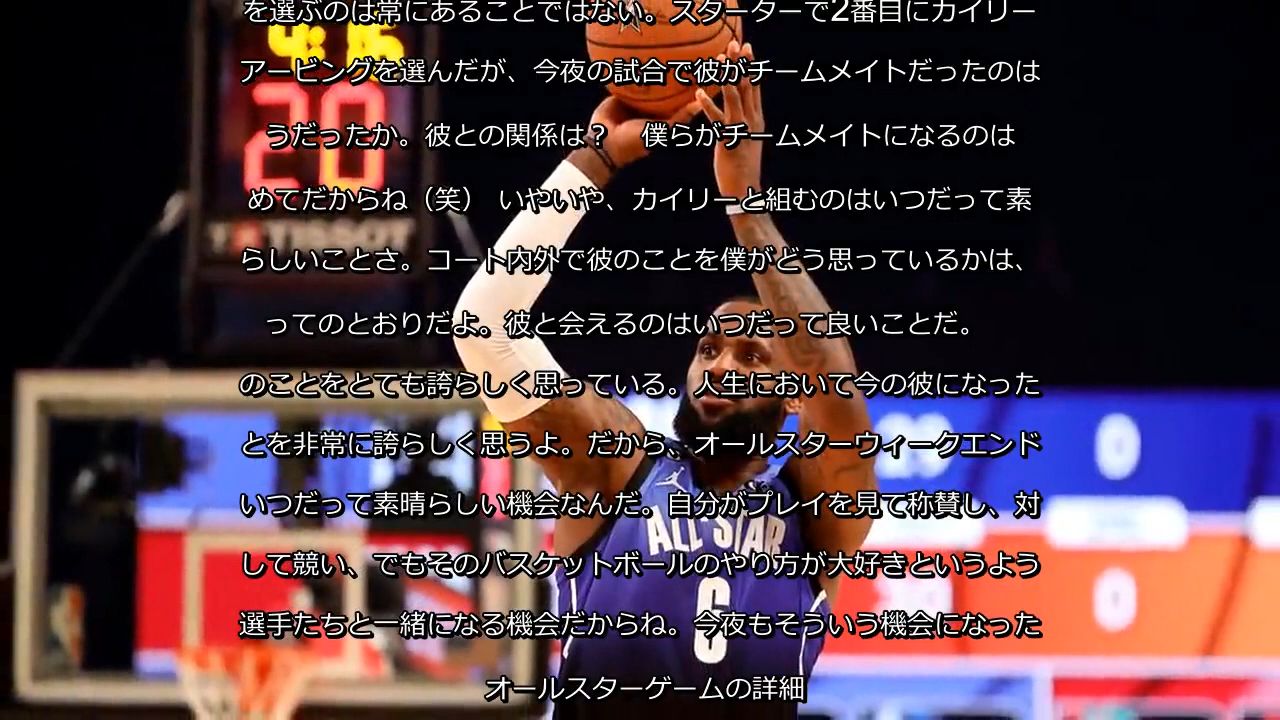 を選ぶのは常にあることではない。スターターで2番目にカイリー
アービングを選んだが、今夜の試合で彼がチームメイトだったのは
うだったか。彼との関係は？　僕らがチームメイトになるのは
めてだからね（笑） いやいや、カイリーと組むのはいつだって素
らしいことさ。コート内外で彼のことを僕がどう思っているかは、
ってのとおりだよ。彼と会えるのはいつだって良いことだ。
のことをとても誇らしく思っている。人生において今の彼になった
とを非常に誇らしく思うよ。だから、オールスターウィークエンド
いつだって素晴らしい機会なんだ。自分がプレイを見て称賛し、対
して競い、でもそのバスケットボールのやり方が大好きというよう
選手たちと一緒になる機会だからね。今夜もそういう機会になった
オールスターゲームの詳細
4:16
20
TISSOT
ALL STAR
6
0
0